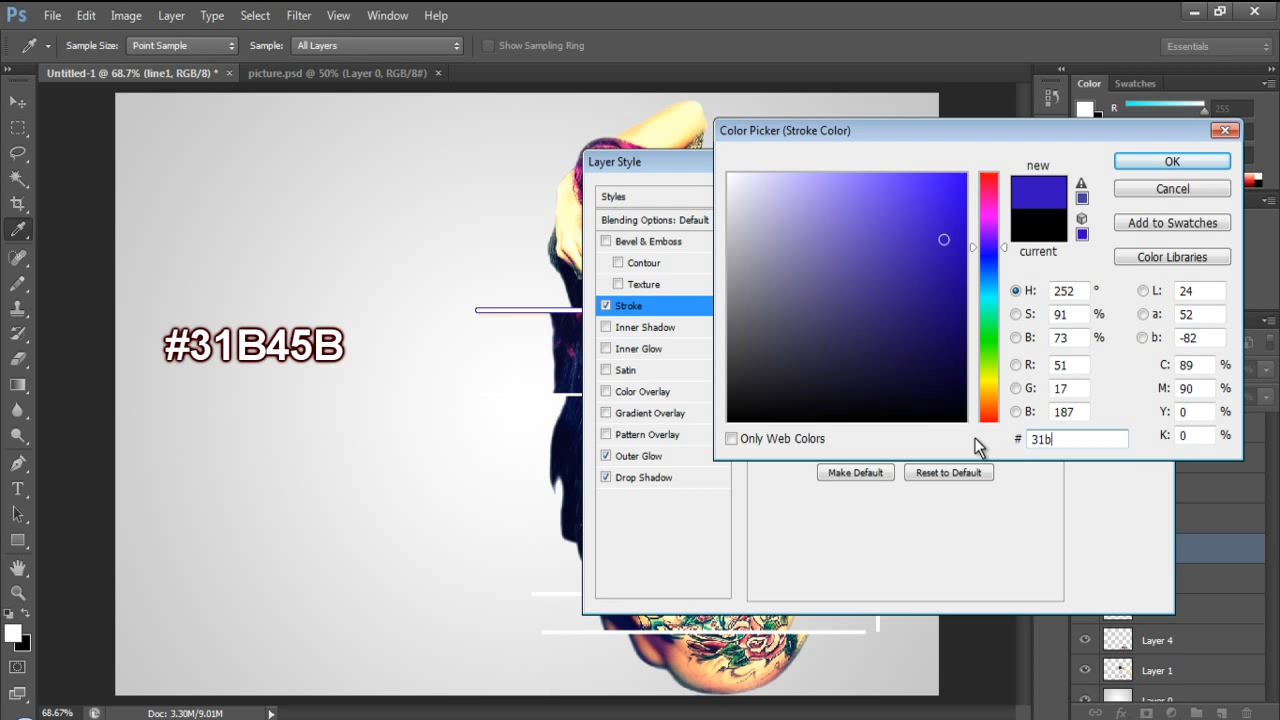 Ps File Edit Image Layer Type Select Filter View Window Help
Sample Size: Point Sample Sample: All Layers Show Sampling Ring Essentials
Untitled-1 @ 68.7% (line1, RGB/8) * × picture.psd @ 50% (Layer 0, RGB/8#) ×
Color Swatches
R 255
Color Picker (Stroke Color)
new
current
OK
Cancel
Add to Swatches
Color Libraries
H: 252 ° L: 24
S: 91 % a: 52
B: 73 % b: -82
R: 51 C: 89 %
G: 17 M: 90 %
B: 187 Y: 0 %
# 31b K: 0 %
Only Web Colors
Layer Style
Styles
Blending Options: Default
Bevel & Emboss
Contour
Texture
Stroke
Inner Shadow
Inner Glow
Satin
Color Overlay
Gradient Overlay
Pattern Overlay
Outer Glow
Drop Shadow
Make Default Reset to Default
#31B45B
Layer 4
Layer 1
Layer 0
68.67% Doc: 3.30M/9.01M